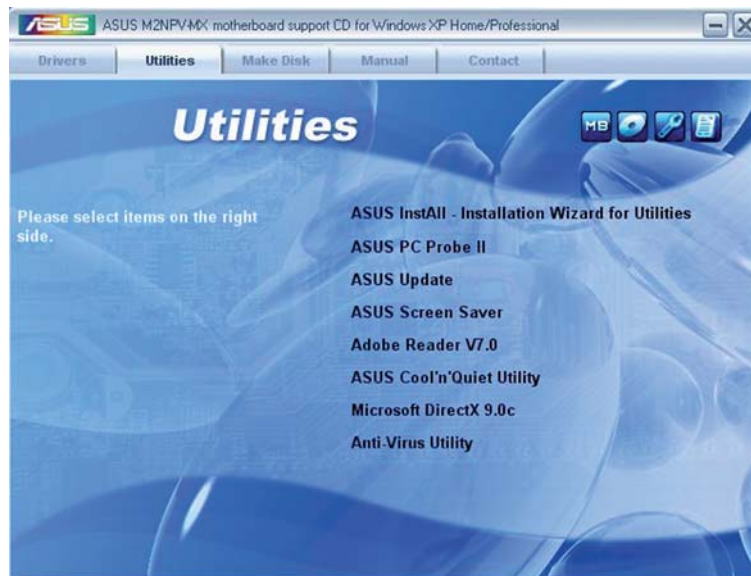 ASUS ASUS M2NPV-MX motherboard support CD for Windows XP Home/Professional
Drivers Utilities Make Disk Manual Contact
Utilities
MB
Please select items on the right
side.
ASUS InstAll - Installation Wizard for Utilities
ASUS PC Probe II
ASUS Update
ASUS Screen Saver
Adobe Reader V7.0
ASUS Cool'n'Quiet Utility
Microsoft DirectX 9.0c
Anti-Virus Utility